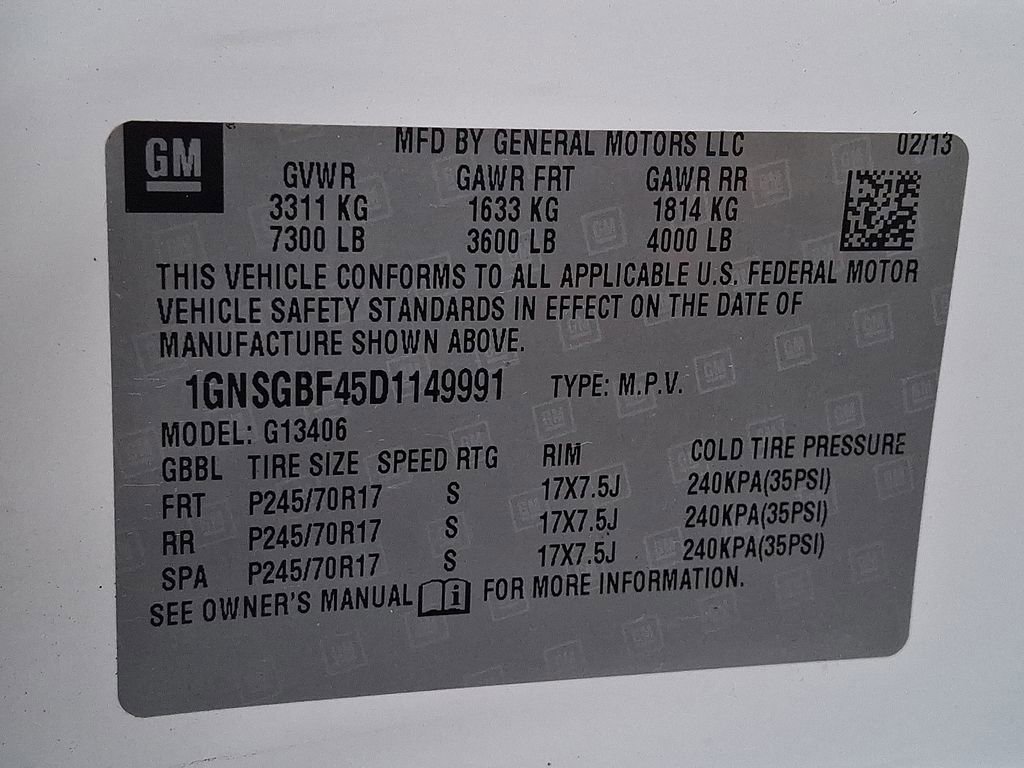 GM
MFD BY GENERAL MOTORS LLC 02/13
GVWR GAWR FRT GAWR RR
3311 KG 1633 KG 1814 KG
7300 LB 3600 LB 4000 LB
THIS VEHICLE CONFORMS TO ALL APPLICABLE U.S. FEDERAL MOTOR
VEHICLE SAFETY STANDARDS IN EFFECT ON THE DATE OF
MANUFACTURE SHOWN ABOVE.
1GNSGBF45D1149991 TYPE: M.P.V.
MODEL: G13406
GBBL TIRE SIZE SPEED RTG RIM COLD TIRE PRESSURE
FRT P245/70R17 S 17X7.5J 240KPA(35PSI)
RR P245/70R17 S 17X7.5J 240KPA(35PSI)
SPA P245/70R17 S 17X7.5J 240KPA(35PSI)
SEE OWNER'S MANUAL i FOR MORE INFORMATION.